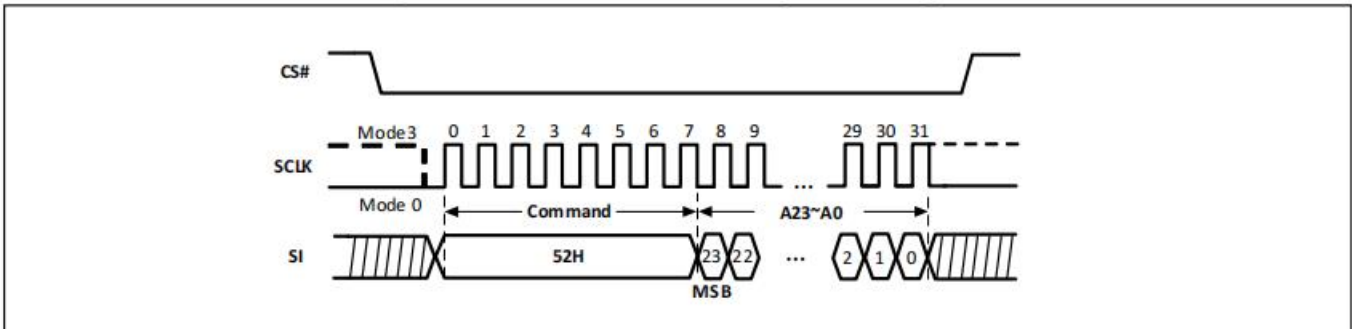 CS#
Mode3 0 1 2 3 4 5 6 7 8 9 29 30 31
SCLK ...
Mode 0 Command A23~A0
SI 52H 23 22 ... 2 1 0
MSB